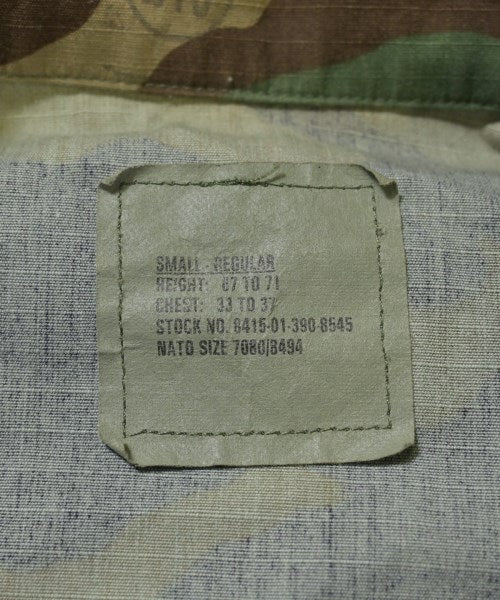 SMALL - REGULAR
HEIGHT: 67 TO 71
CHEST: 33 TO 37
STOCK NO. 8415-01-390-8545
NATO SIZE 7080/8494